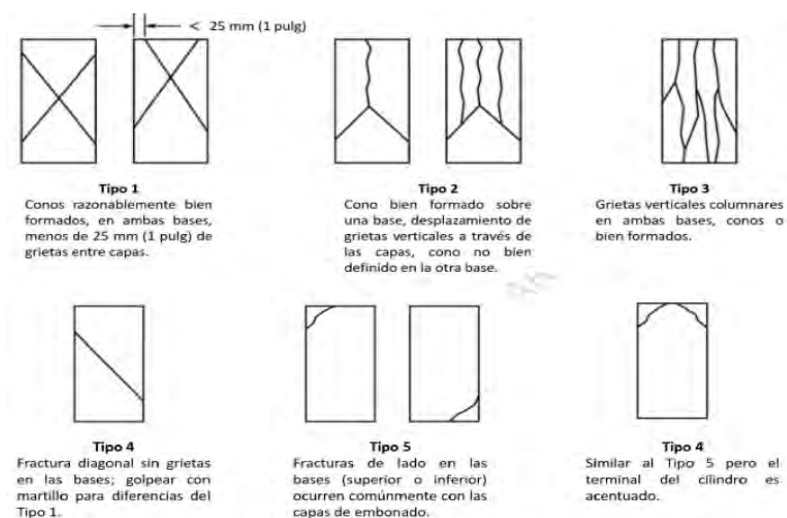 < 25 mm (1 pulg)
Tipo 1
Conos razonablemente bien
formados, en ambas bases,
menos de 25 mm (1 pulg) de
grietas entre capas.
Tipo 2
Cono bien formado sobre
una base, desplazamiento de
grietas verticales a través de
las capas, cono no bien
definido en la otra base.
Tipo 3
Grietas verticales columnares
en ambas bases, conos o
bien formados.
Tipo 4
Fractura diagonal sin grietas
en las bases; golpear con
martillo para diferencias del
Tipo 1.
Tipo 5
Fracturas de lado en las
bases (superior o inferior)
ocurren comúnmente con las
capas de embonado.
Tipo 4
Similar al Tipo 5 pero el
terminal del cilindro es
acentuado.